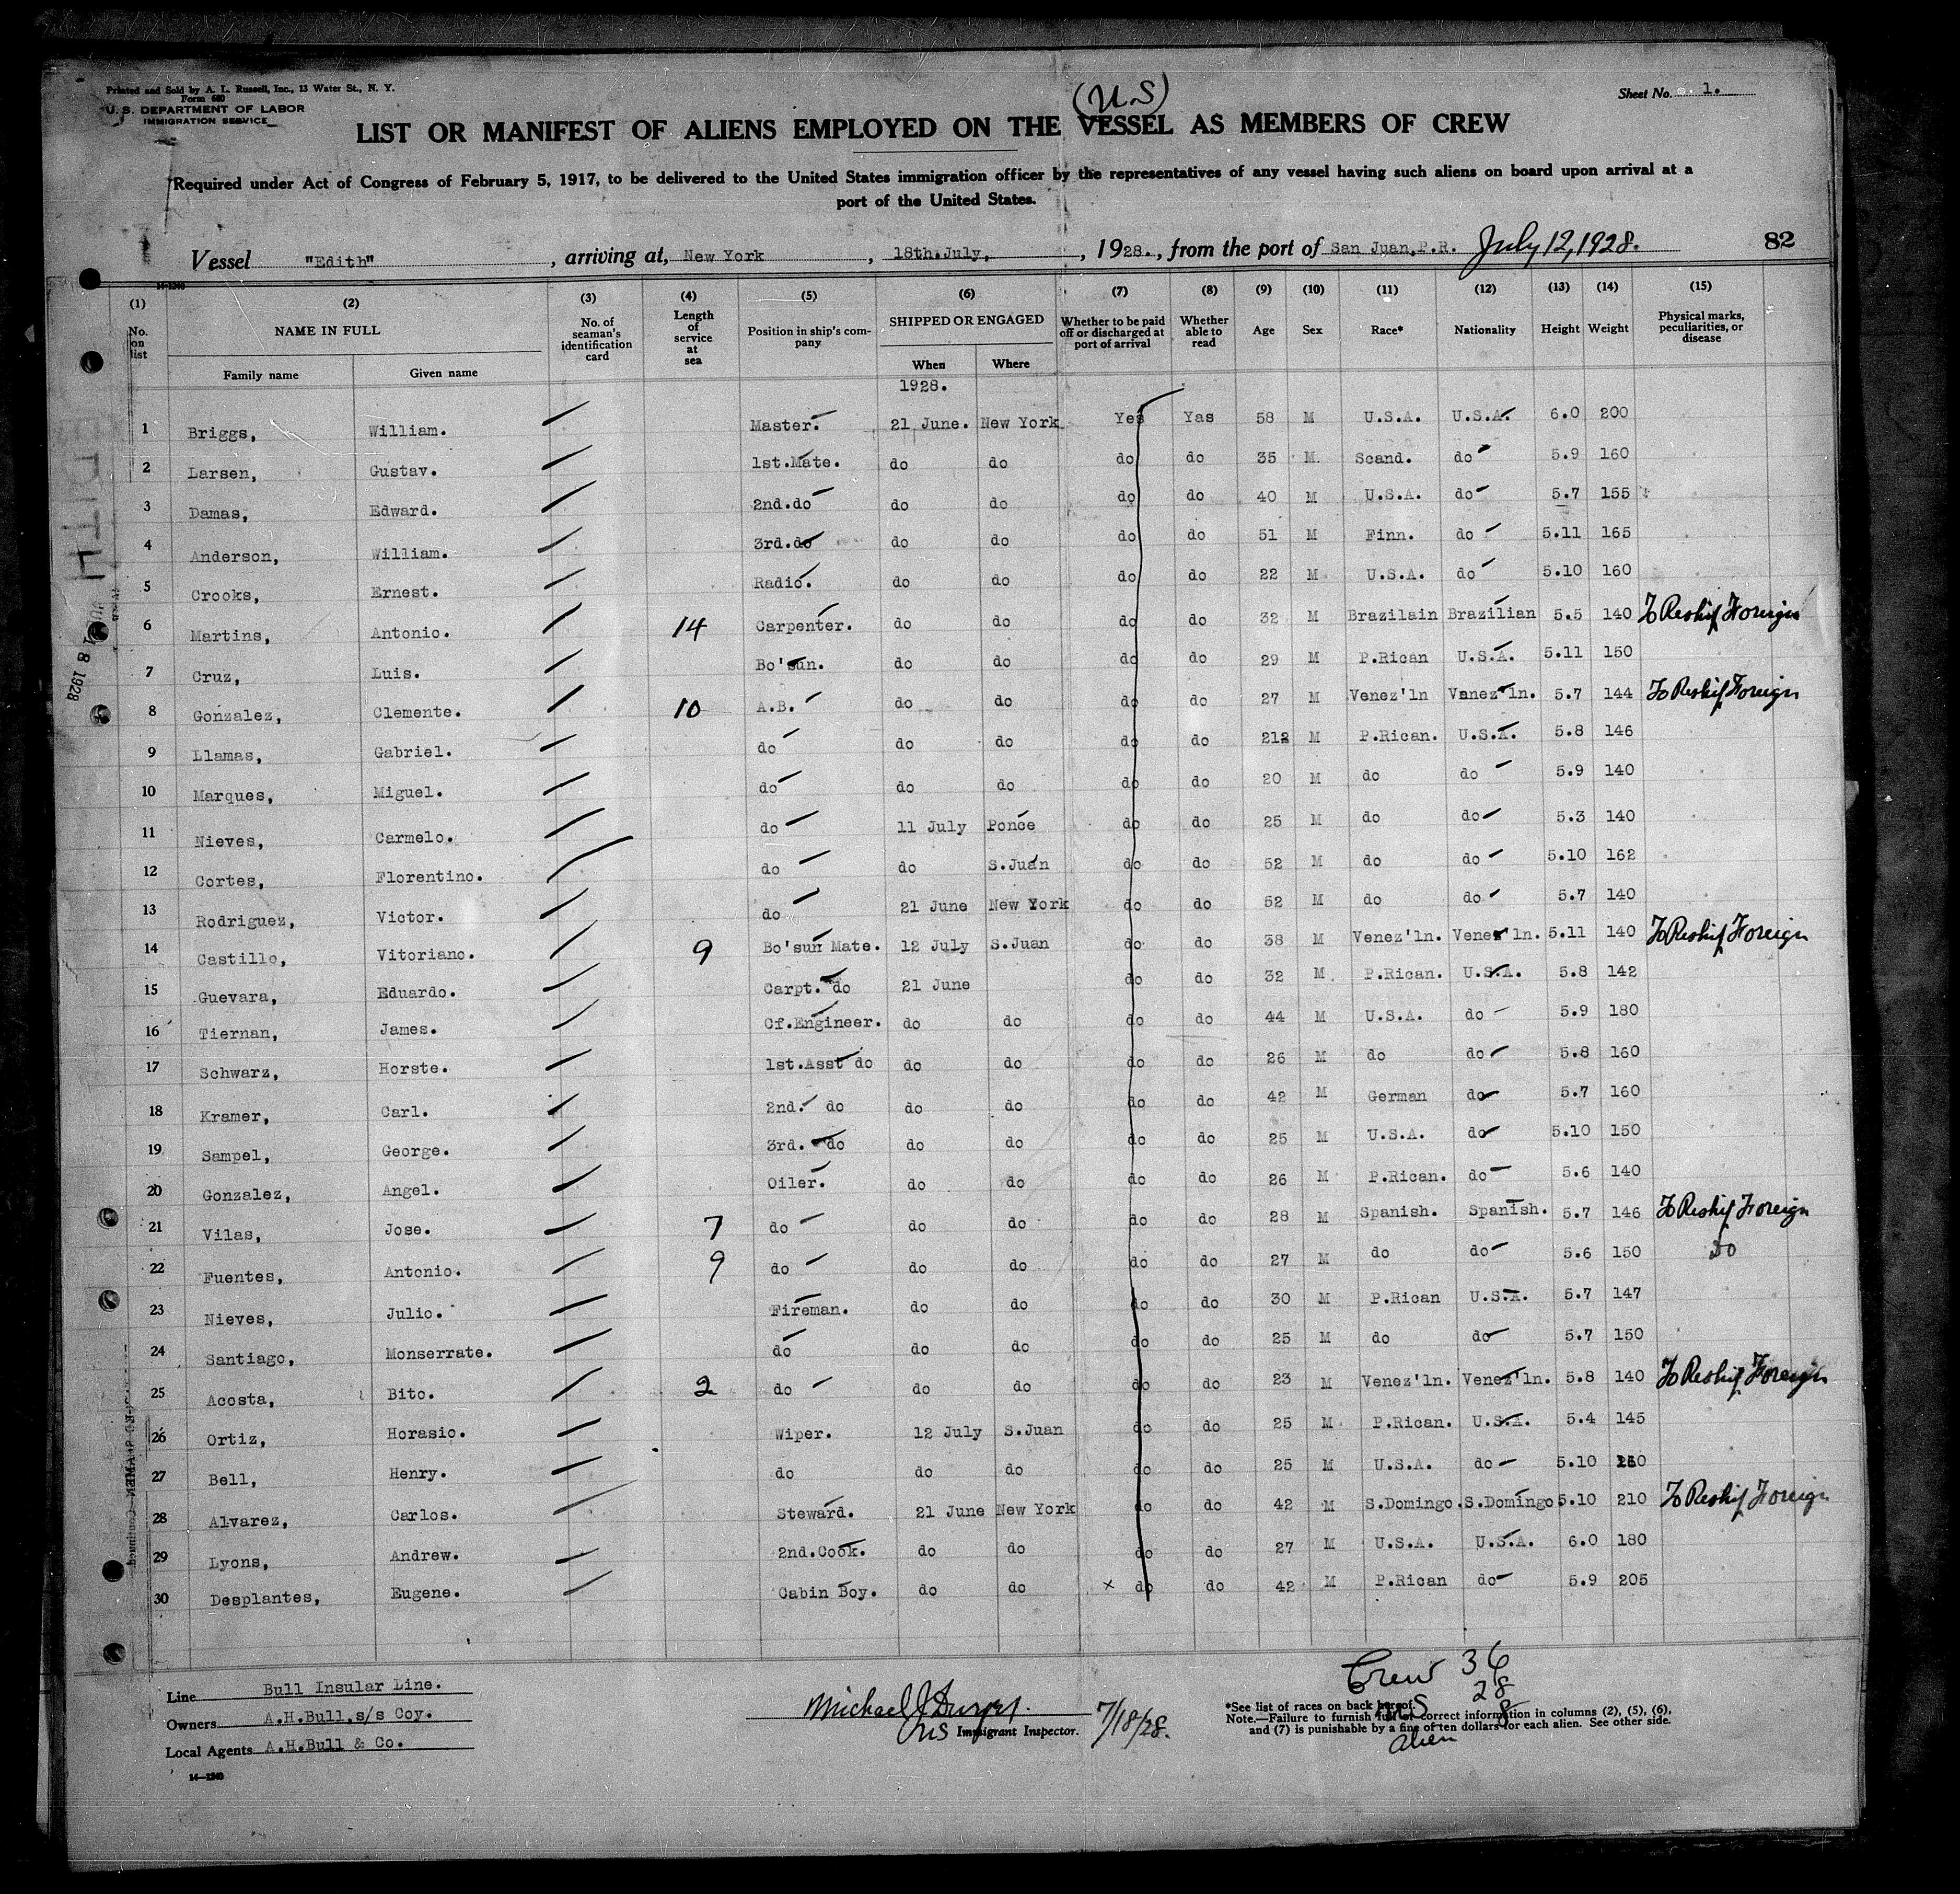 Printed and Sold by A. L. Russell, Inc., 13 Water St., N. Y.
Form 680
U. S. DEPARTMENT OF LABOR
IMMIGRATION SERVICE
(U.S)
Sheet No. 1.
LIST OR MANIFEST OF ALIENS EMPLOYED ON THE VESSEL AS MEMBERS OF CREW
Required under Act of Congress of February 5, 1917, to be delivered to the United States immigration officer by the representatives of any vessel having such aliens on board upon arrival at a
port of the United States.
Vessel "Edith", arriving at, New York, 18th.July, 1928., from the port of San Juan,P.R. July 12, 1928. 82
14-1240
(1) (2) (3) (4) (5) (6) (7) (8) (9) (10) (11) (12) (13) (14) (15)
No. on list NAME IN FULL Family name Given name No. of seaman's identification card Length of service at sea Position in ship's company SHIPPED OR ENGAGED When Where Whether to be paid off or discharged at port of arrival Whether able to read Age Sex Race* Nationality Height Weight Physical marks, peculiarities, or disease
1928.
1 Briggs, William. Master. 21 June. New York Yes Yas 58 M U.S.A. U.S.A. 6.0 200
2 Larsen, Gustav. 1st.Mate. do do do do 35 M. Scand. do 5.9 160
3 Damas, Edward. 2nd.do do do do do 40 M U.S.A. do 5.7 155
4 Anderson, William. 3rd.do do do do do 51 M Finn. do 5.11 165
5 Crooks, Ernest. Radio. do do do do 22 M U.S.A. do 5.10 160
6 Martins, Antonio. 14 Carpenter. do do do do 32 M Brazilain Brazilian 5.5 140 To Reship Foreign
7 Cruz, Luis. Bo'sun. do do do do 29 M P.Rican U.S.A. 5.11 150
8 Gonzalez, Clemente. 10 A.B. do do do do 27 M Venez'ln Vanez'ln. 5.7 144 To Reship Foreign
9 Llamas, Gabriel. do do do do do 212 M P.Rican. U.S.A. 5.8 146
10 Marques, Miguel. do do do do do 20 M do do 5.9 140
11 Nieves, Carmelo. do 11 July Ponce do do 25 M do do 5.3 140
12 Cortes, Florentino. do do S.Juan do do 52 M do do 5.10 162
13 Rodriguez, Victor. do 21 June New York do do 52 M do do 5.7 140
14 Castillo, Vitoriano. 9 Bo'sun Mate. 12 July S.Juan do do 38 M Venez'ln. Venez'ln. 5.11 140 To Reship Foreign
15 Guevara, Eduardo. Carpt. do 21 June do do 32 M P.Rican. U.S.A. 5.8 142
16 Tiernan, James. Cf.Engineer. do do do do 44 M U.S.A. do 5.9 180
17 Schwarz, Horste. 1st.Asst do do do do do 26 M do do 5.8 160
18 Kramer, Carl. 2nd. do do do do do 42 M German do 5.7 160
19 Sampel, George. 3rd. do do do do do 25 M U.S.A. do 5.10 150
20 Gonzalez, Angel. Oiler. do do do do 26 M P.Rican. do 5.6 140
21 Vilas, Jose. 7 do do do do do 28 M Spanish. Spanish. 5.7 146 To Reship Foreign
22 Fuentes, Antonio. 9 do do do do do 27 M do do 5.6 150 Do
23 Nieves, Julio. Fireman. do do do do 30 M P.Rican U.S.A. 5.7 147
24 Santiago, Monserrate. do do do do do 25 M do do 5.7 150
25 Acosta, Bito. 2 do do do do do 23 M Venez'ln. Venez'ln. 5.8 140 To Reship Foreign
26 Ortiz, Horasio. Wiper. 12 July S.Juan do do 25 M P.Rican. U.S.A. 5.4 145
27 Bell, Henry. do do do do do 25 M U.S.A. do 5.10
28 Alvarez, Carlos. Steward. 21 June New York do do 42 M S.Domingo. S.Domingo 5.10 210 To Reship Foreign
29 Lyons, Andrew. 2nd.Cook. do do do do 27 M U.S.A. U.S.A. 6.0 180
30 Desplantes, Eugene. Cabin Boy. do do x do do 42 M P.Rican do 5.9 205
EDITH
JUL 18 1928
Line Bull Insular Line.
Owners A.H.Bull,s/s Coy.
Local Agents A.H.Bull & Co.
14-1240
Michael J.
US Immigrant Inspector. 7/18/28.
Crew 36
US 28
Alien 8
*See list of races on back hereof.
Note.—Failure to furnish full or correct information in columns (2), (5), (6),
and (7) is punishable by a fine of ten dollars for each alien. See other side.